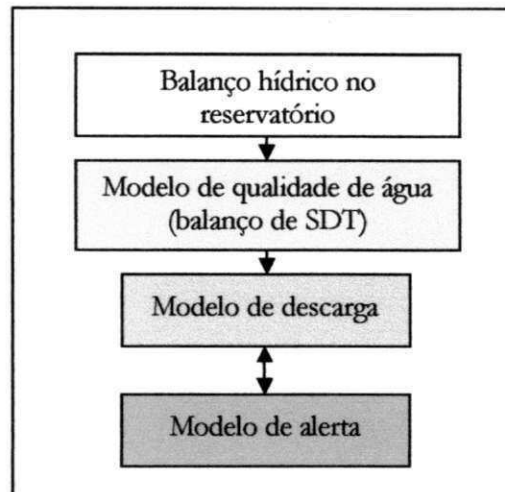 Balanço hídrico no
reservatório
Modelo de qualidade de água
(balanço de SDT)
Modelo de descarga
Modelo de alerta